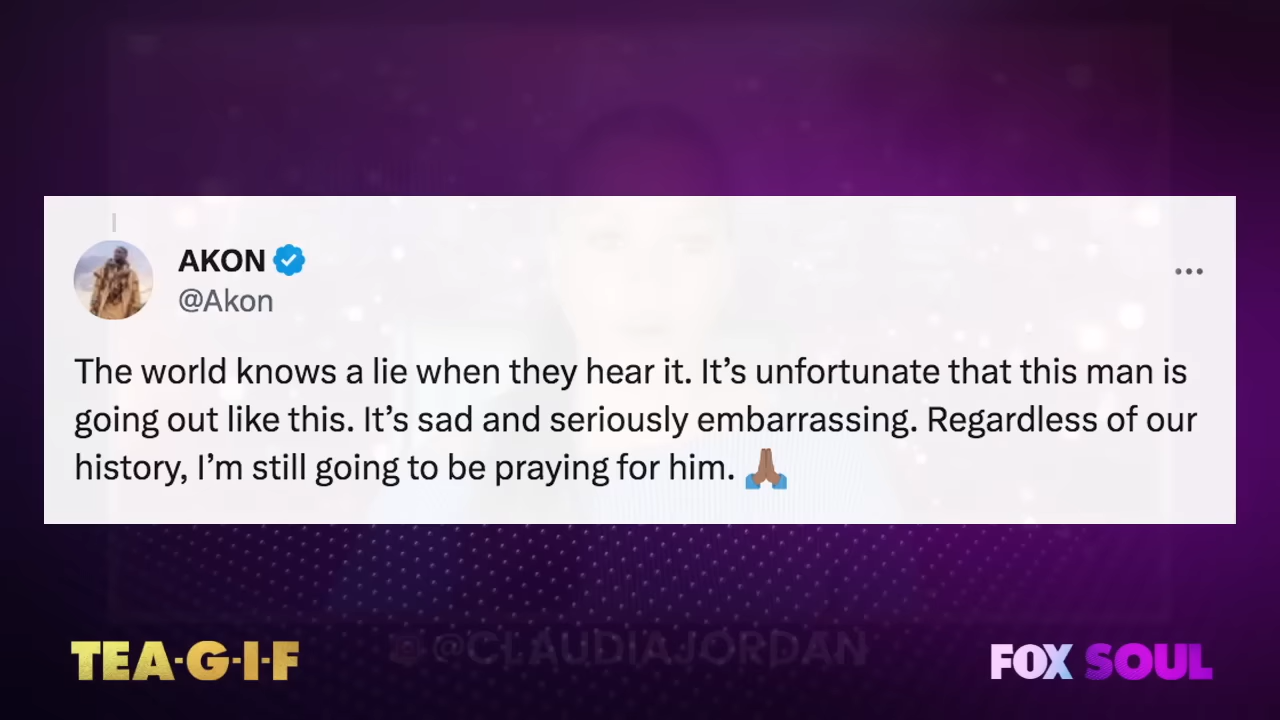 AKON
@Akon
The world knows a lie when they hear it. It’s unfortunate that this man is
going out like this. It’s sad and seriously embarrassing. Regardless of our
history, I’m still going to be praying for him. 🙏🏾
@CLAUDIAJORDAN
TEA·G·I·F
FOX SOUL